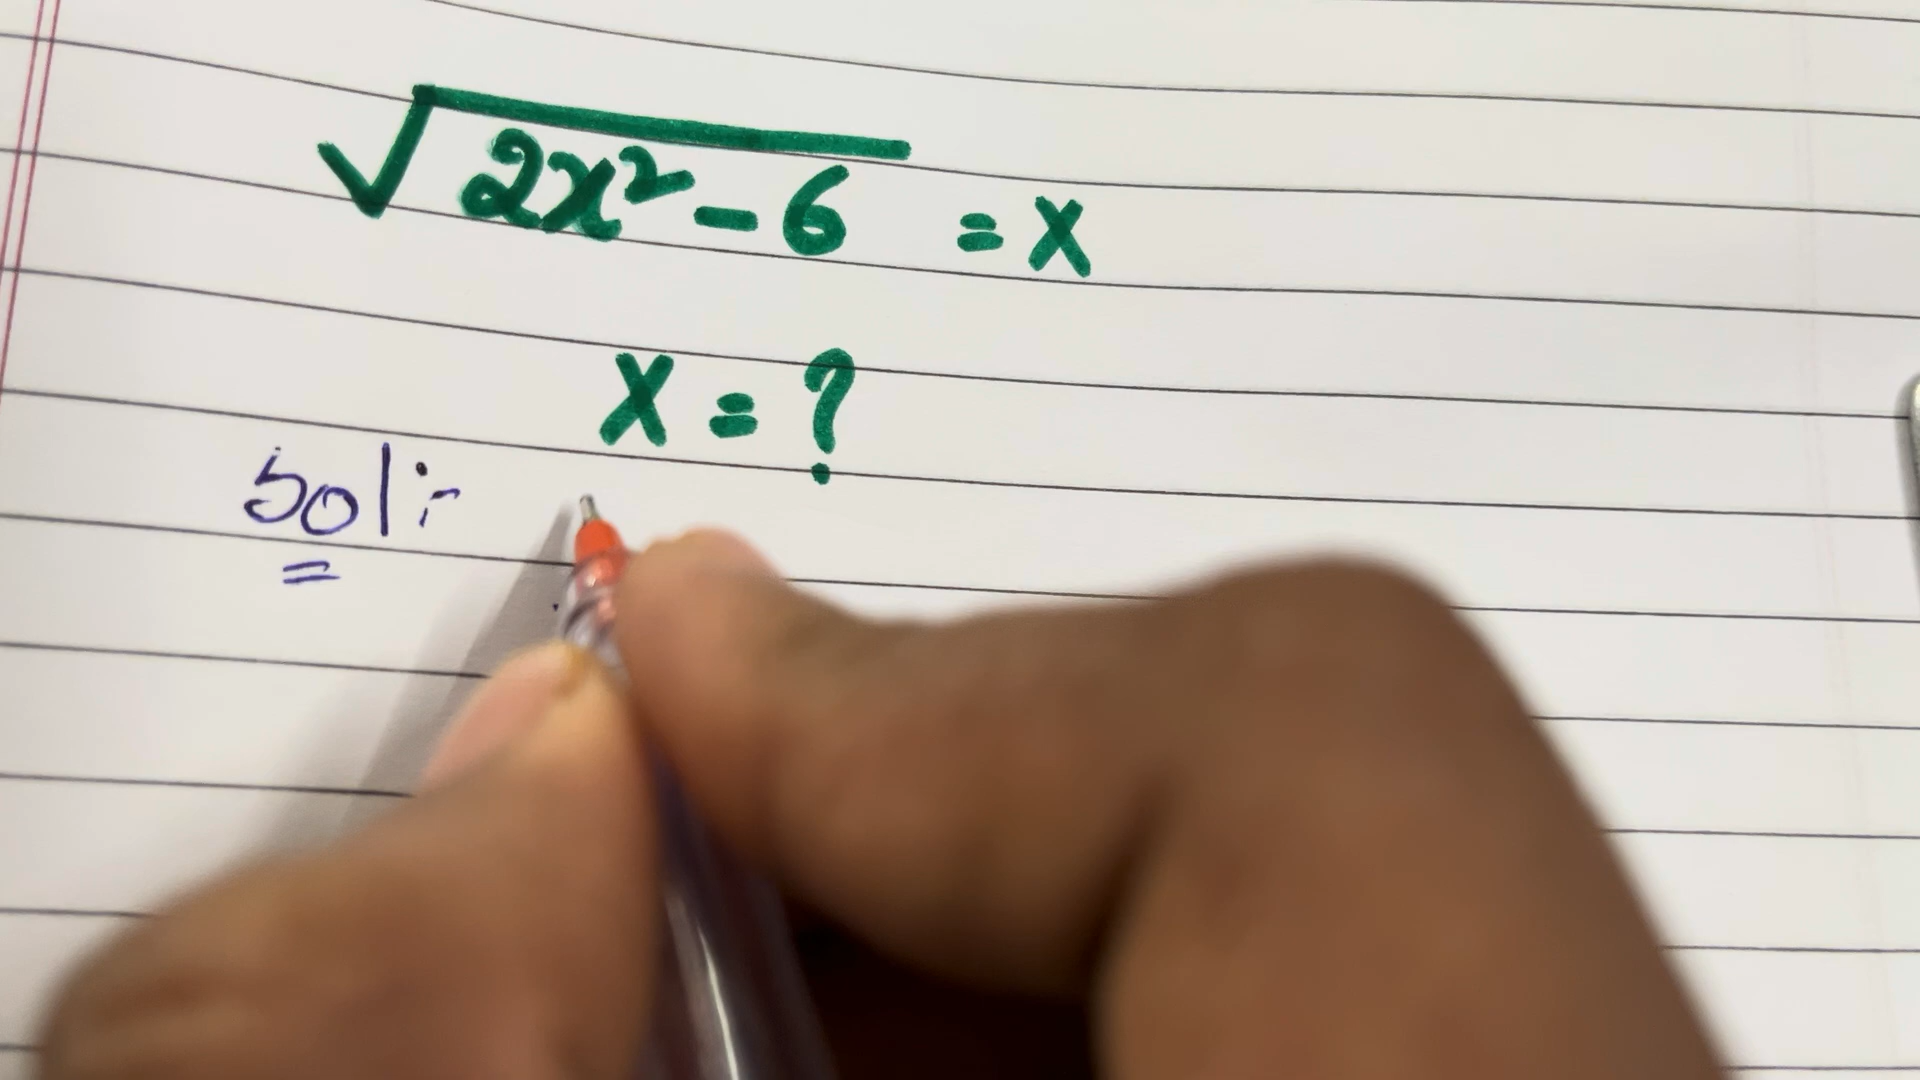 √2x²-6 = x
x = ?
Sol:-